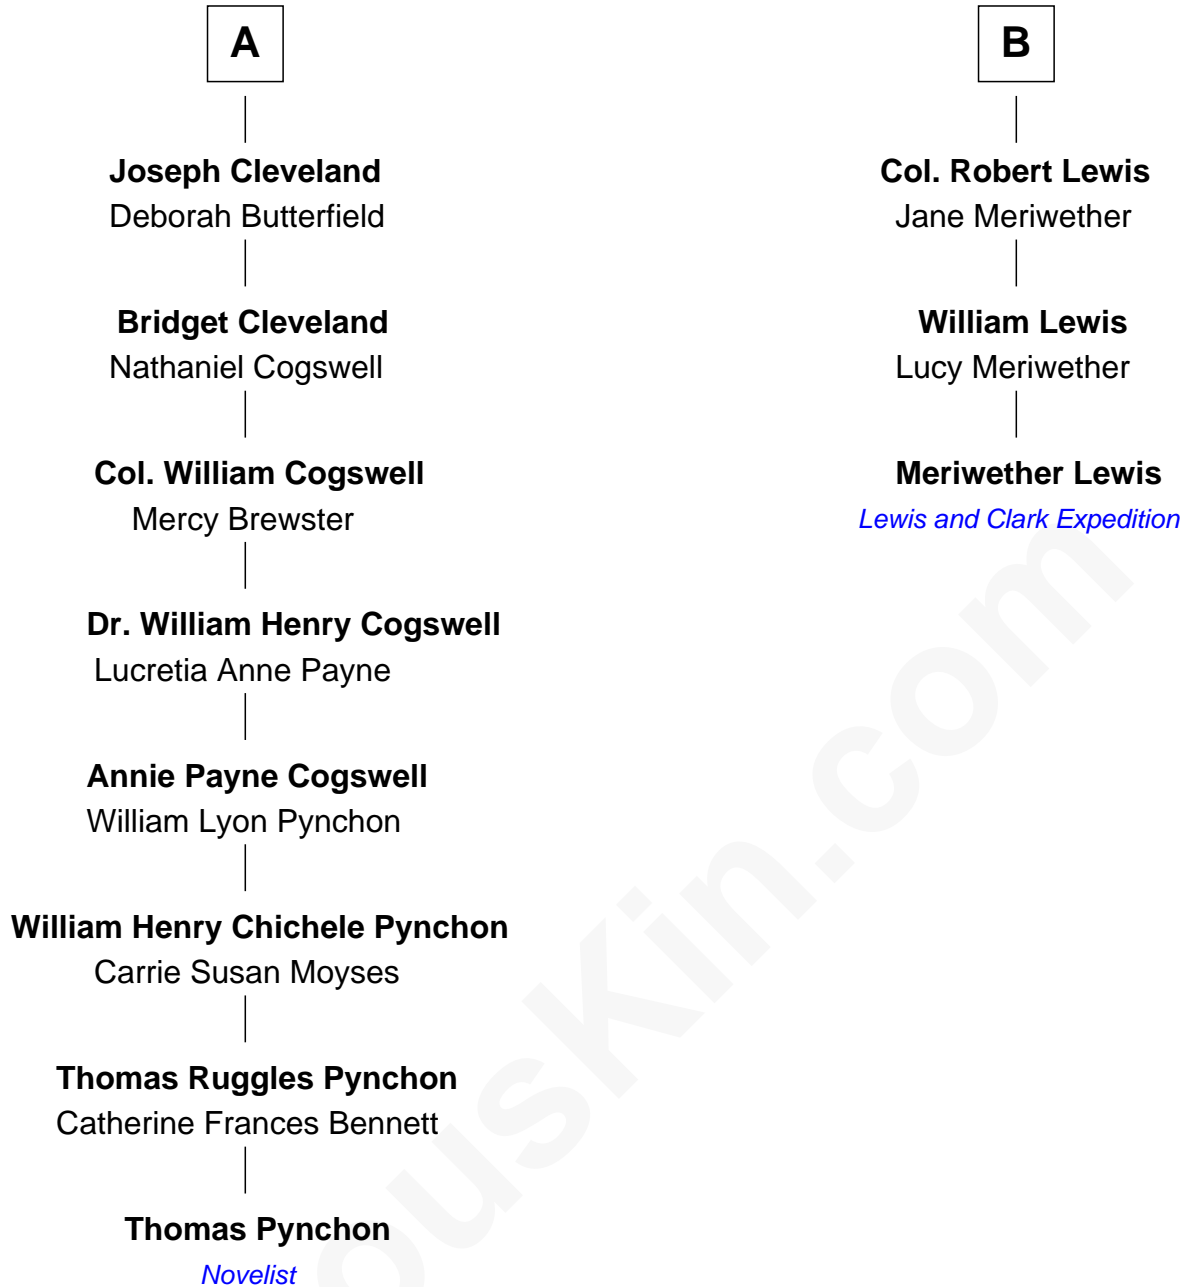 A
Joseph Cleveland
Deborah Butterfield
Bridget Cleveland
Nathaniel Cogswell
Col. William Cogswell
Mercy Brewster
Dr. William Henry Cogswell
Lucretia Anne Payne
Annie Payne Cogswell
William Lyon Pynchon
William Henry Chichele Pynchon
Carrie Susan Moyses
Thomas Ruggles Pynchon
Catherine Frances Bennett
Thomas Pynchon
Novelist
B
Col. Robert Lewis
Jane Meriwether
William Lewis
Lucy Meriwether
Meriwether Lewis
Lewis and Clark Expedition
ousKin.com